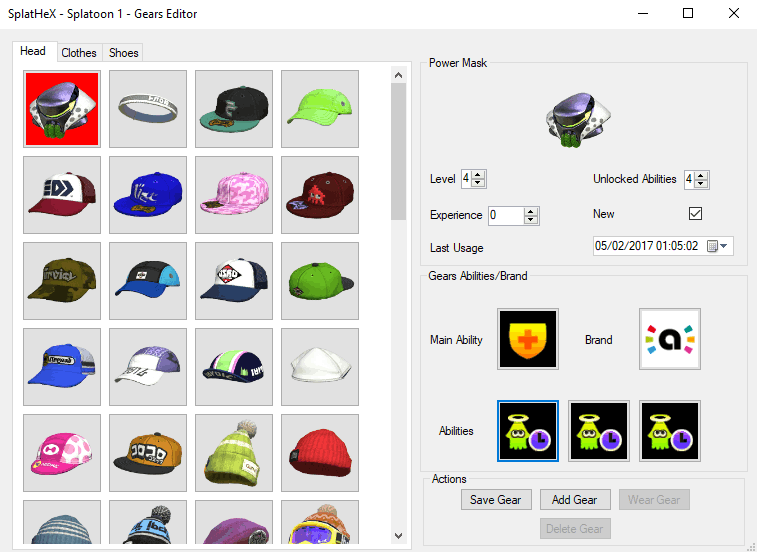 SplatHeX - Splatoon 1 - Gears Editor
Head Clothes Shoes
Power Mask
Level 4 Unlocked Abilities 4
Experience 0 New
Last Usage 05/02/2017 01:05:02
Gears Abilities/Brand
Main Ability Brand
a
Abilities
Actions
Save Gear Add Gear Wear Gear
Delete Gear